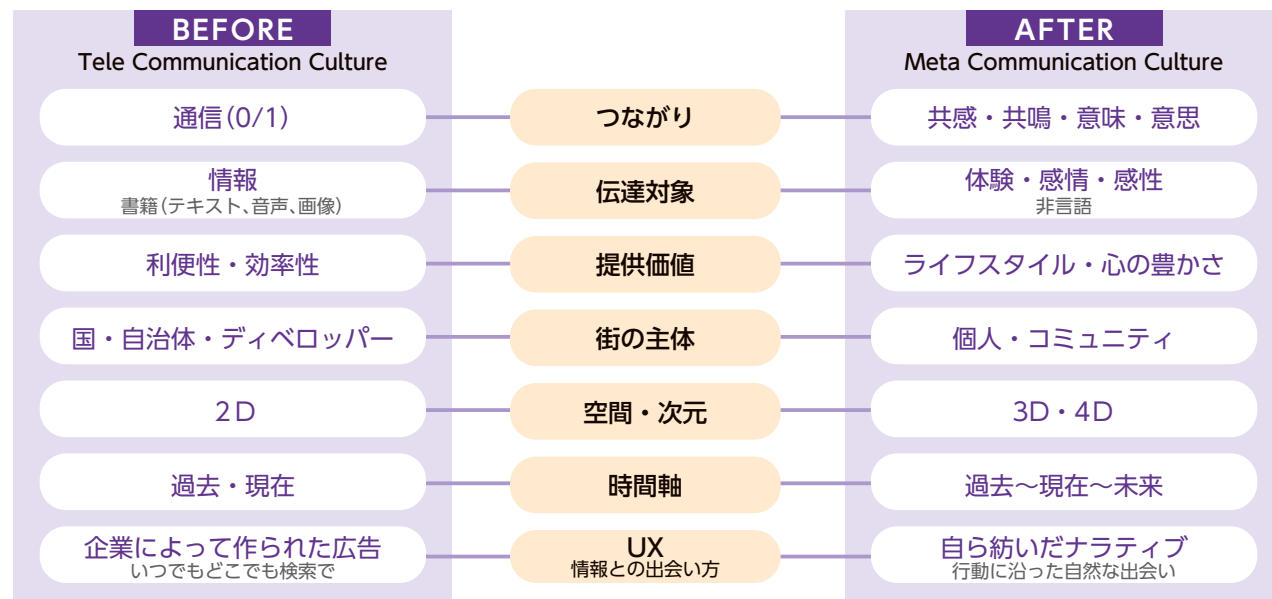 BEFORE
Tele Communication Culture
AFTER
Meta Communication Culture
通信(0/1)
つながり
共感・共鳴・意味・意思
情報
書籍(テキスト、音声、画像)
伝達対象
体験・感情・感性
非言語
利便性・効率性
提供価値
ライフスタイル・心の豊かさ
国・自治体・ディベロッパー
街の主体
個人・コミュニティ
2D
空間・次元
3D・4D
過去・現在
時間軸
過去〜現在〜未来
企業によって作られた広告
いつでもどこでも検索で
UX
情報との出会い方
自ら紡いだナラティブ
行動に沿った自然な出会い